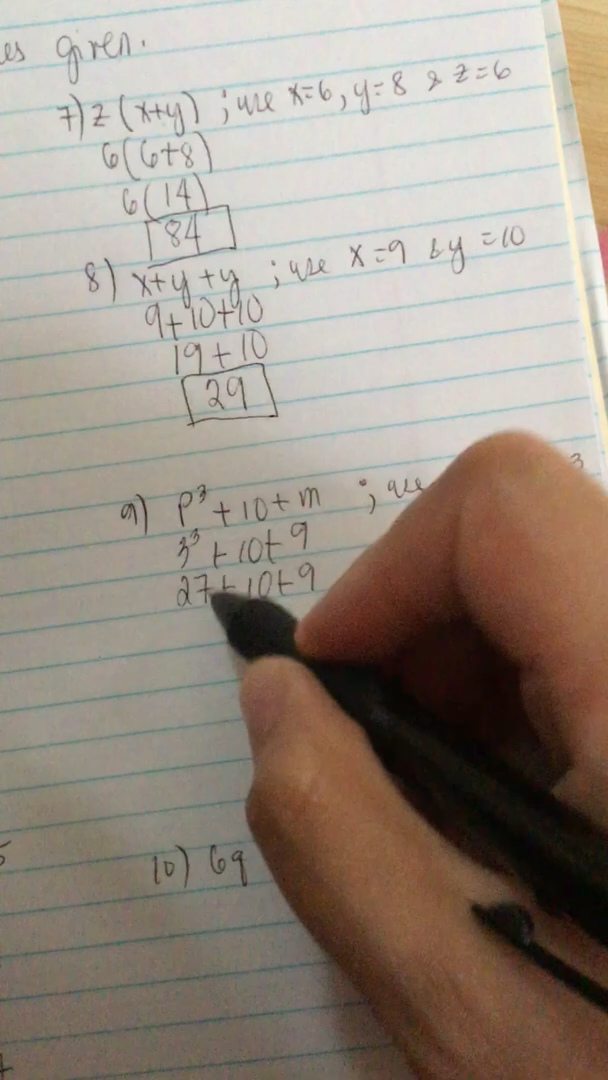 given.
7) z (x+y) ; use x=6, y=8 & z=6
6(6+8)
6(14)
84
8) x+y+y ; use x=9 & y=10
9+10+10
19+10
29
9) p³+10+m ; use
3³+10+9
27+10+9
10) 6q